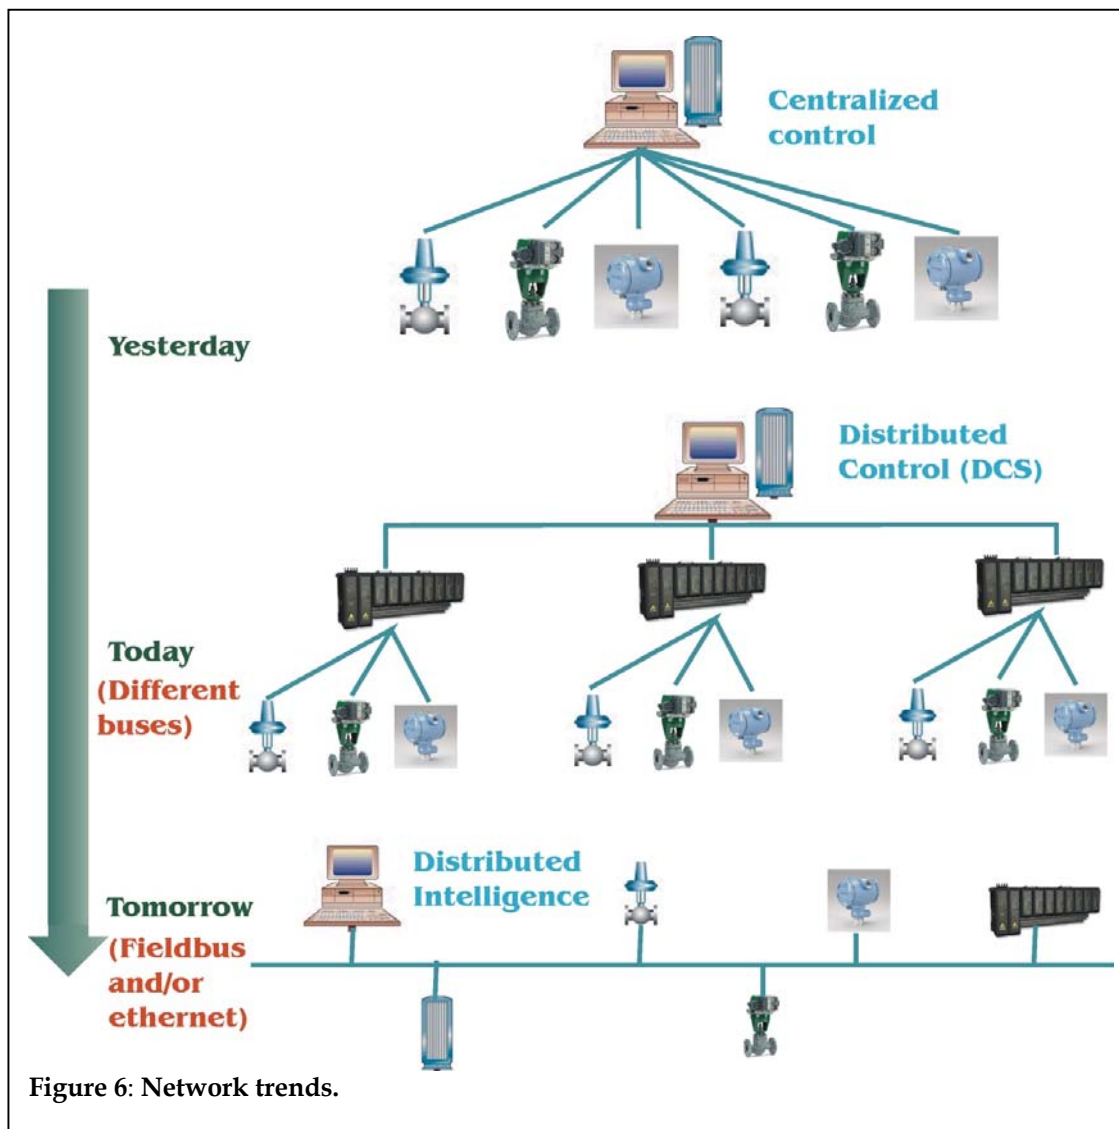 Centralized
control
Yesterday
Distributed
Control (DCS)
Today
(Different
buses)
Distributed
Intelligence
Tomorrow
(Fieldbus
and/or
ethernet)
Figure 6: Network trends.